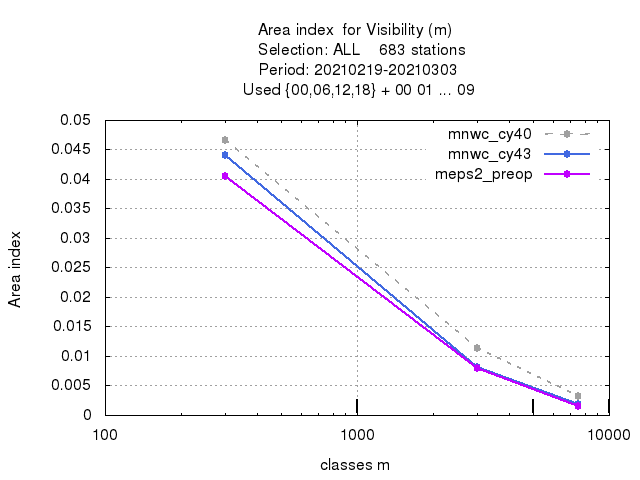 Area index  for Visibility (m)
Selection: ALL    683 stations
Period: 20210219-20210303
Used {00,06,12,18} + 00 01 ... 09
mnwc_cy40
mnwc_cy43
meps2_preop
0.05
0.045
0.04
0.035
0.03
0.025
0.02
0.015
0.01
0.005
0
Area index
100
1000
10000
classes m